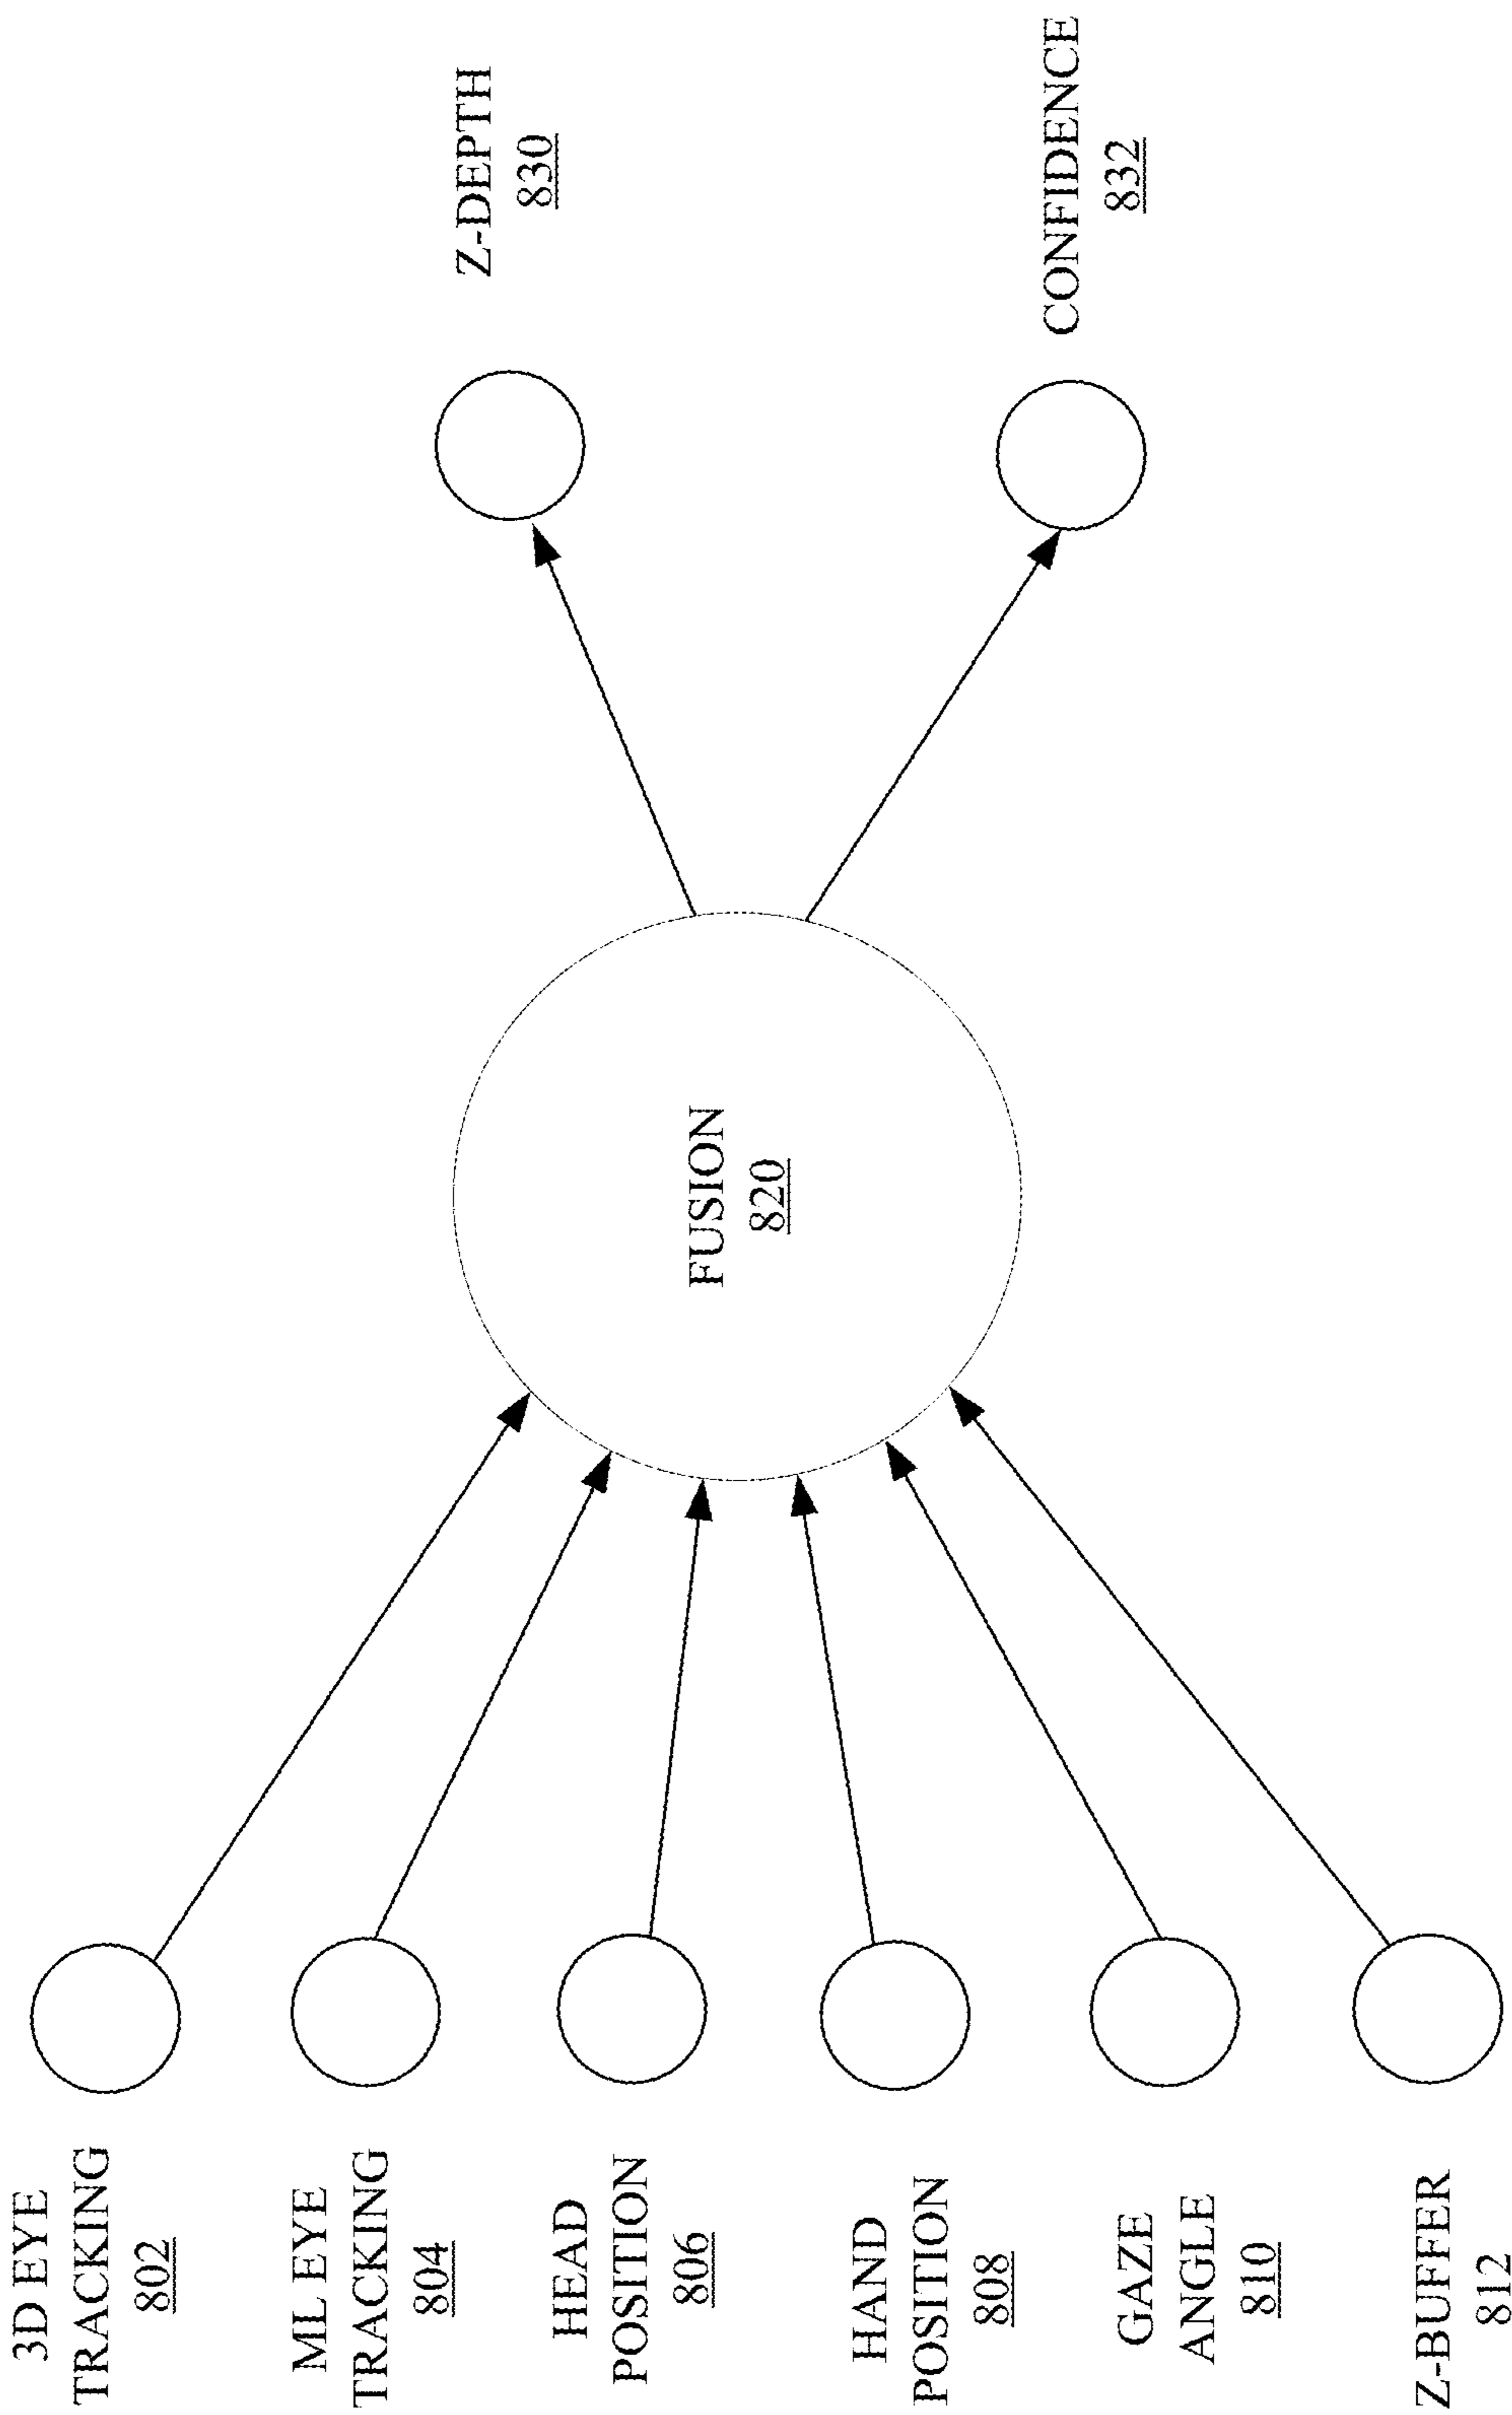 3D EYE
TRACKING
802
ML EYE
TRACKING
804
HEAD
POSITION
806
HAND
POSITION
808
GAZE
ANGLE
810
Z-BUFFER
812
FUSION
820
Z-DEPTH
830
CONFIDENCE
832